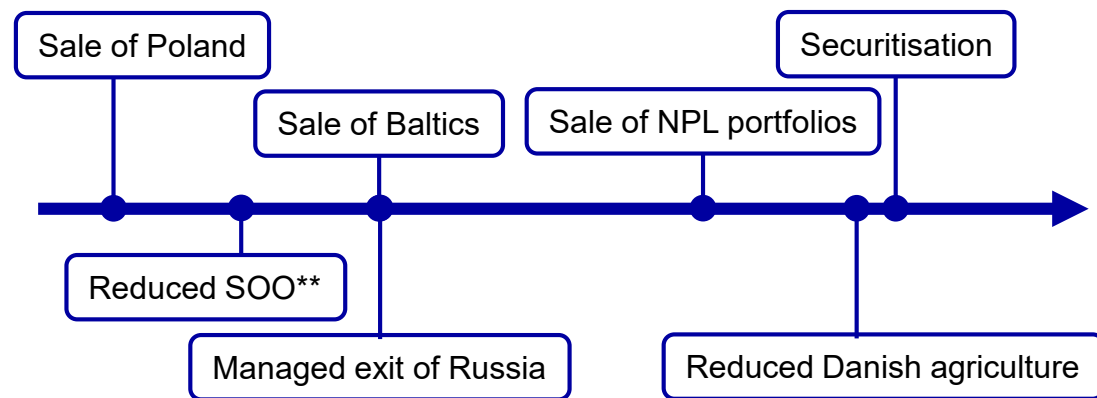 Sale of Poland
Securitisation
Sale of Baltics
Sale of NPL portfolios
Reduced SOO**
Managed exit of Russia
Reduced Danish agriculture